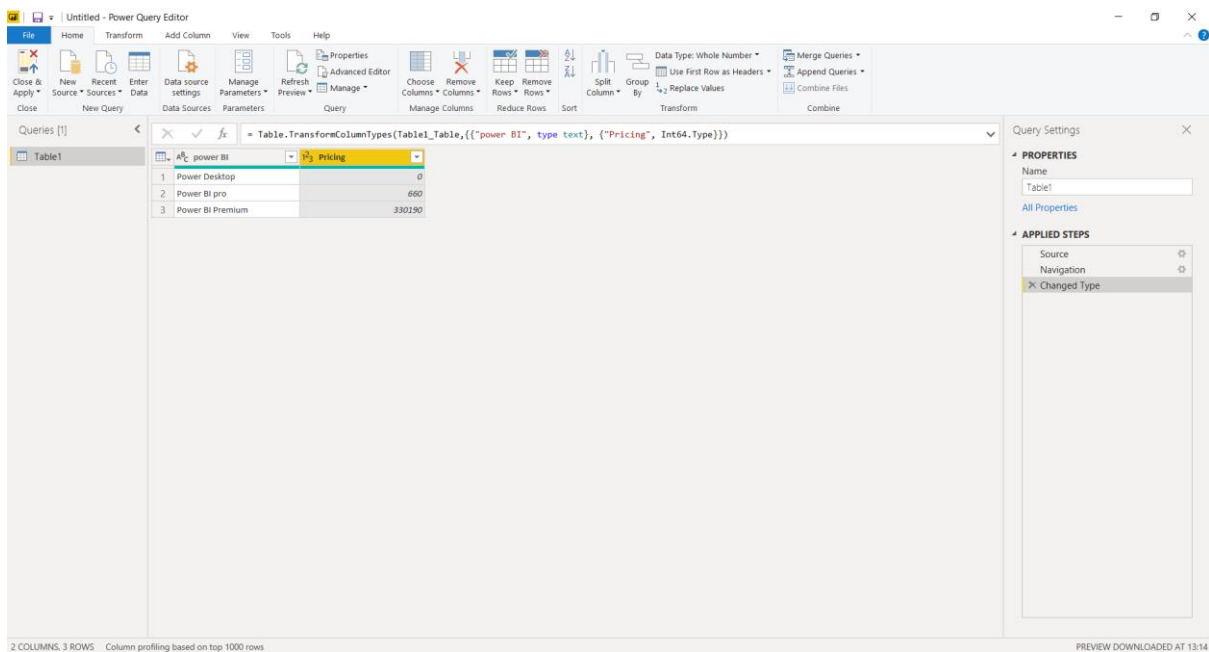 Untitled - Power Query Editor
File Home Transform Add Column View Tools Help
Close & Apply
Close
New Source
Recent Sources
Enter Data
New Query
Data source settings
Data Sources
Manage Parameters
Parameters
Refresh Preview
Properties
Advanced Editor
Manage
Query
Choose Columns
Remove Columns
Manage Columns
Keep Rows
Remove Rows
Reduce Rows
Sort
Split Column
Group By
Data Type: Whole Number
Use First Row as Headers
Replace Values
Transform
Merge Queries
Append Queries
Combine Files
Combine
Queries [1]
Table1
= Table.TransformColumnTypes(Table1_Table,{{"power BI", type text}, {"Pricing", Int64.Type}})
power BI Pricing
1 Power Desktop 0
2 Power BI pro 660
3 Power BI Premium 330190
Query Settings
PROPERTIES
Name
Table1
All Properties
APPLIED STEPS
Source
Navigation
Changed Type
2 COLUMNS, 3 ROWS Column profiling based on top 1000 rows
PREVIEW DOWNLOADED AT 13:14